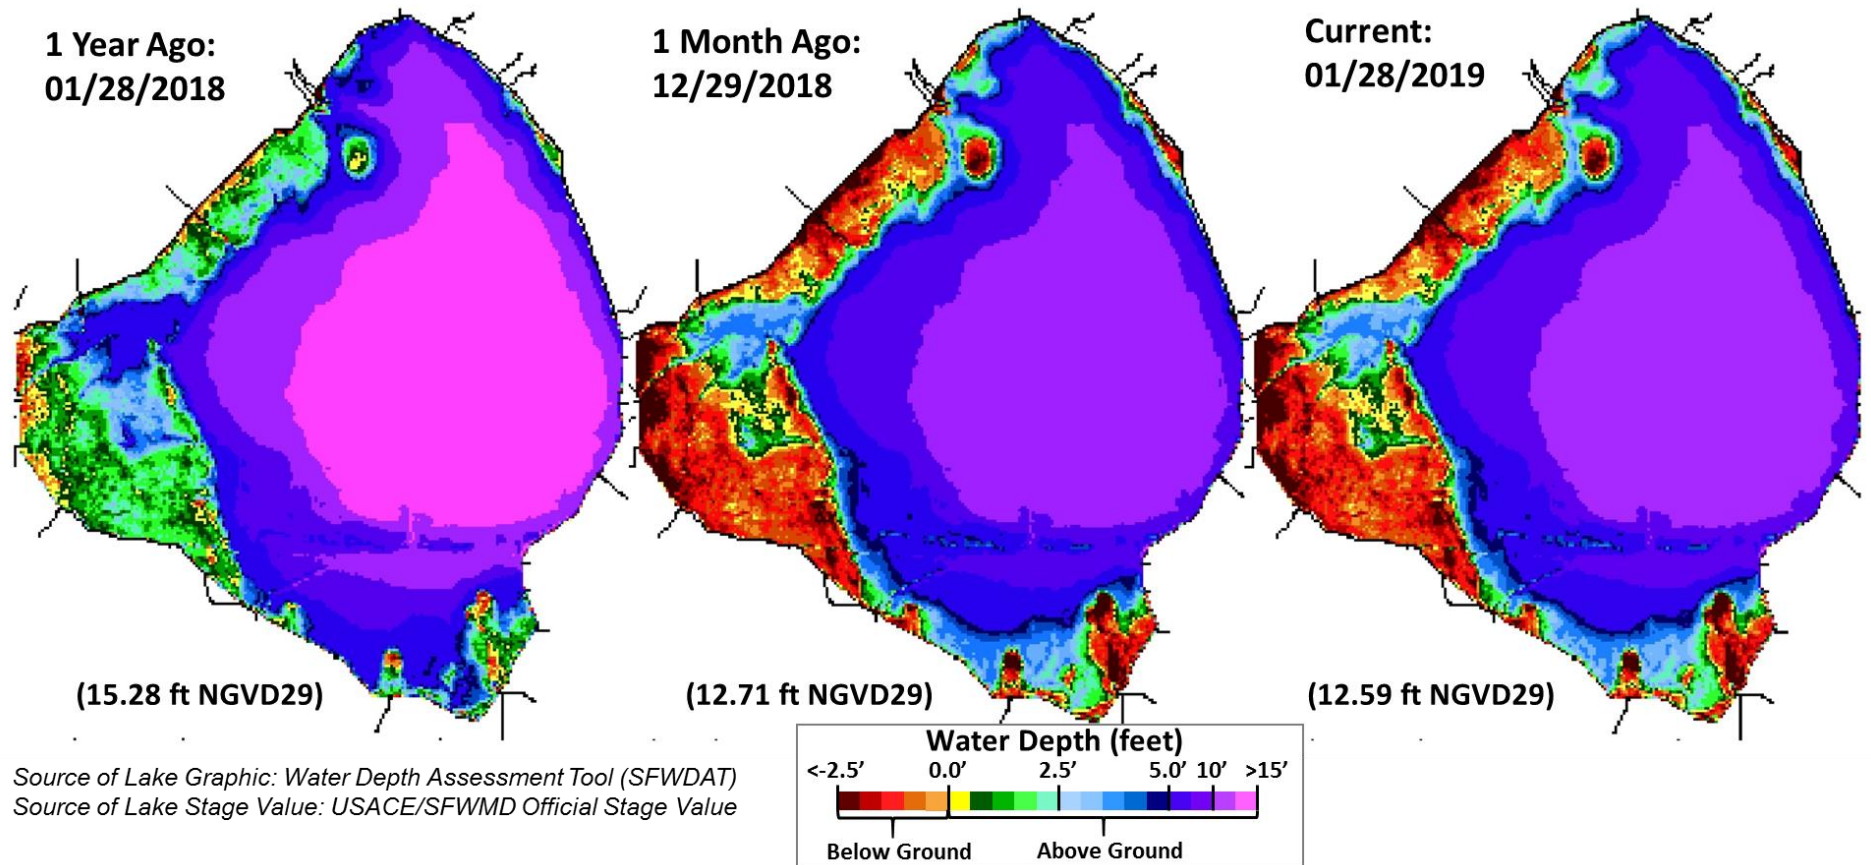 1 Year Ago:
01/28/2018
1 Month Ago:
12/29/2018
Current:
01/28/2019
(15.28 ft NGVD29)
(12.71 ft NGVD29)
(12.59 ft NGVD29)
Water Depth (feet)
<-2.5’ 0.0’ 2.5’ 5.0’ 10’ >15’
Below Ground Above Ground
Source of Lake Graphic: Water Depth Assessment Tool (SFWDAT)
Source of Lake Stage Value: USACE/SFWMD Official Stage Value